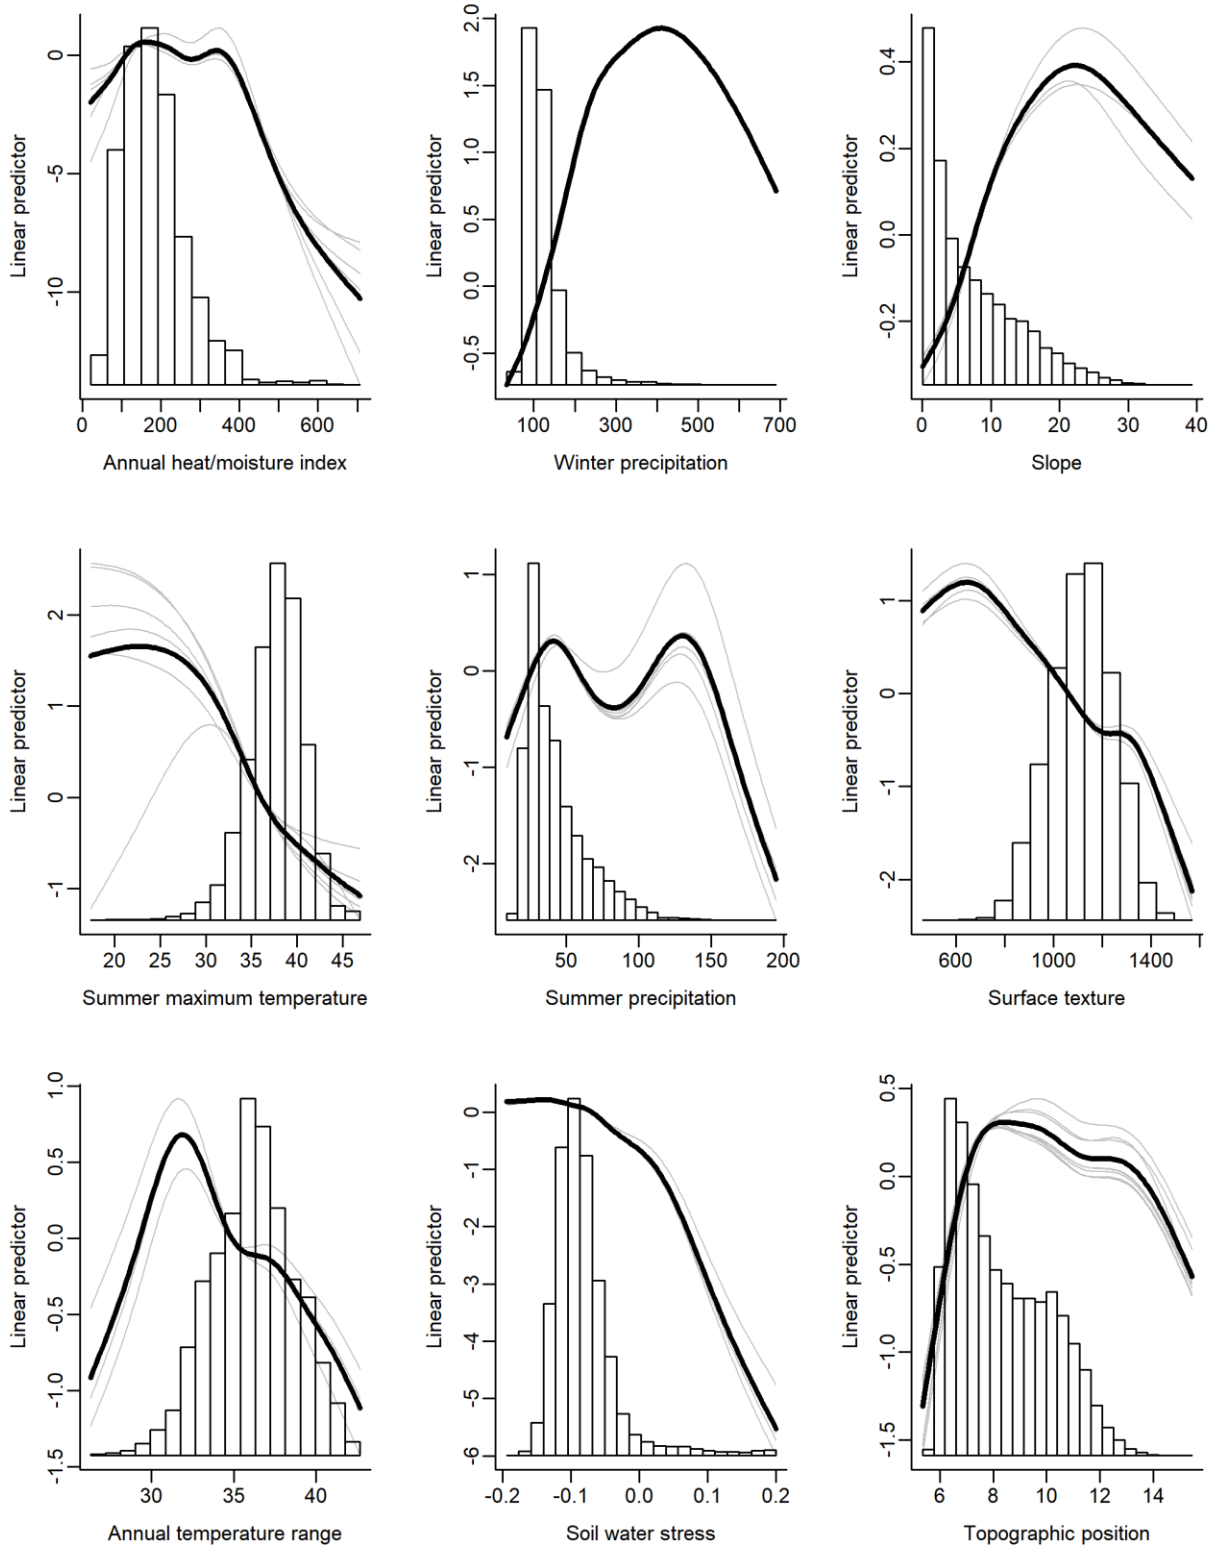 0
-5
-10
Linear predictor
0 200 400 600
Annual heat/moisture index
2.0
1.5
1.0
0.5
0.0
-0.5
Linear predictor
100 300 500 700
Winter precipitation
0.4
0.2
0.0
-0.2
Linear predictor
0 10 20 30 40
Slope
2
1
0
-1
Linear predictor
20 25 30 35 40 45
Summer maximum temperature
1
0
-1
-2
Linear predictor
50 100 150 200
Summer precipitation
1
0
-1
-2
Linear predictor
600 1000 1400
Surface texture
1.0
0.5
0.0
-0.5
-1.0
-1.5
Linear predictor
30 35 40
Annual temperature range
0
-1
-2
-3
-4
-5
-6
Linear predictor
-0.2 -0.1 0.0 0.1 0.2
Soil water stress
0.5
0.0
-0.5
-1.0
-1.5
Linear predictor
6 8 10 12 14
Topographic position